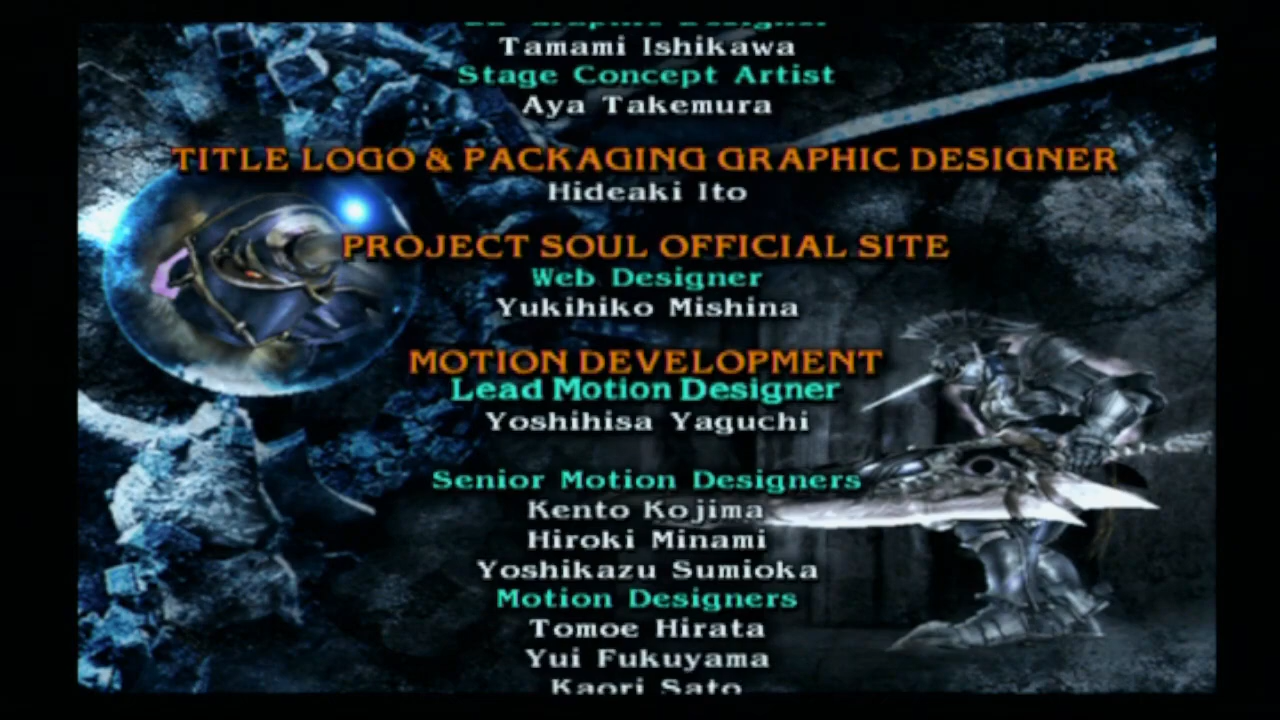 Graphic Designer
Tamami Ishikawa
Stage Concept Artist
Aya Takemura
TITLE LOGO & PACKAGING GRAPHIC DESIGNER
Hideaki Ito
PROJECT SOUL OFFICIAL SITE
Web Designer
Yukihiko Mishina
MOTION DEVELOPMENT
Lead Motion Designer
Yoshihisa Yaguchi
Senior Motion Designers
Kento Kojima
Hiroki Minami
Yoshikazu Sumioka
Motion Designers
Tomoe Hirata
Yui Fukuyama
Kaori Sato